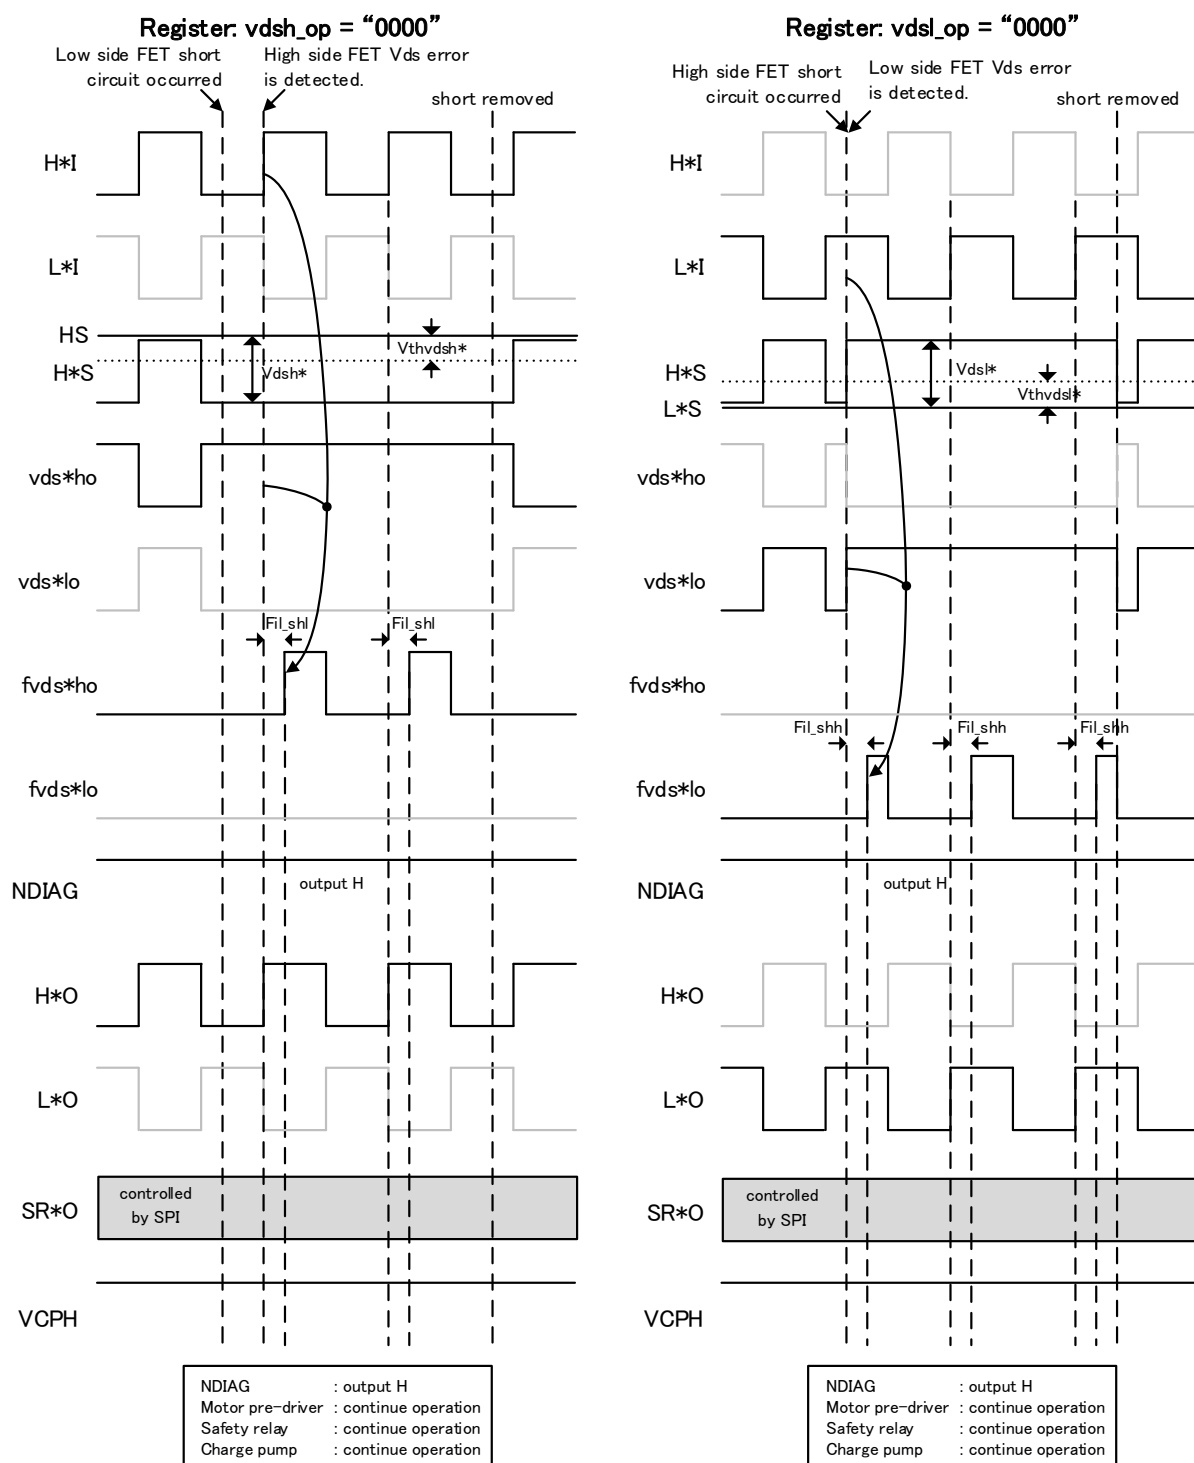 Register: vdsh_op = “0000”
Low side FET short
circuit occurred
High side FET Vds error
is detected.
short removed
H*I
L*I
HS
Vthvdsh*
H*S
Vdsh*
vds*ho
vds*lo
Fil_shl
Fil_shl
fvds*ho
fvds*lo
output H
NDIAG
H*O
L*O
controlled
by SPI
SR*O
VCPH
NDIAG : output H
Motor pre-driver : continue operation
Safety relay : continue operation
Charge pump : continue operation
Register: vdsl_op = “0000”
High side FET short
circuit occurred
Low side FET Vds error
is detected.
short removed
H*I
L*I
H*S
Vdsl*
Vthvdsl*
L*S
vds*ho
vds*lo
fvds*ho
Fil_shh
Fil_shh
Fil_shh
fvds*lo
output H
NDIAG
H*O
L*O
controlled
by SPI
SR*O
VCPH
NDIAG : output H
Motor pre-driver : continue operation
Safety relay : continue operation
Charge pump : continue operation